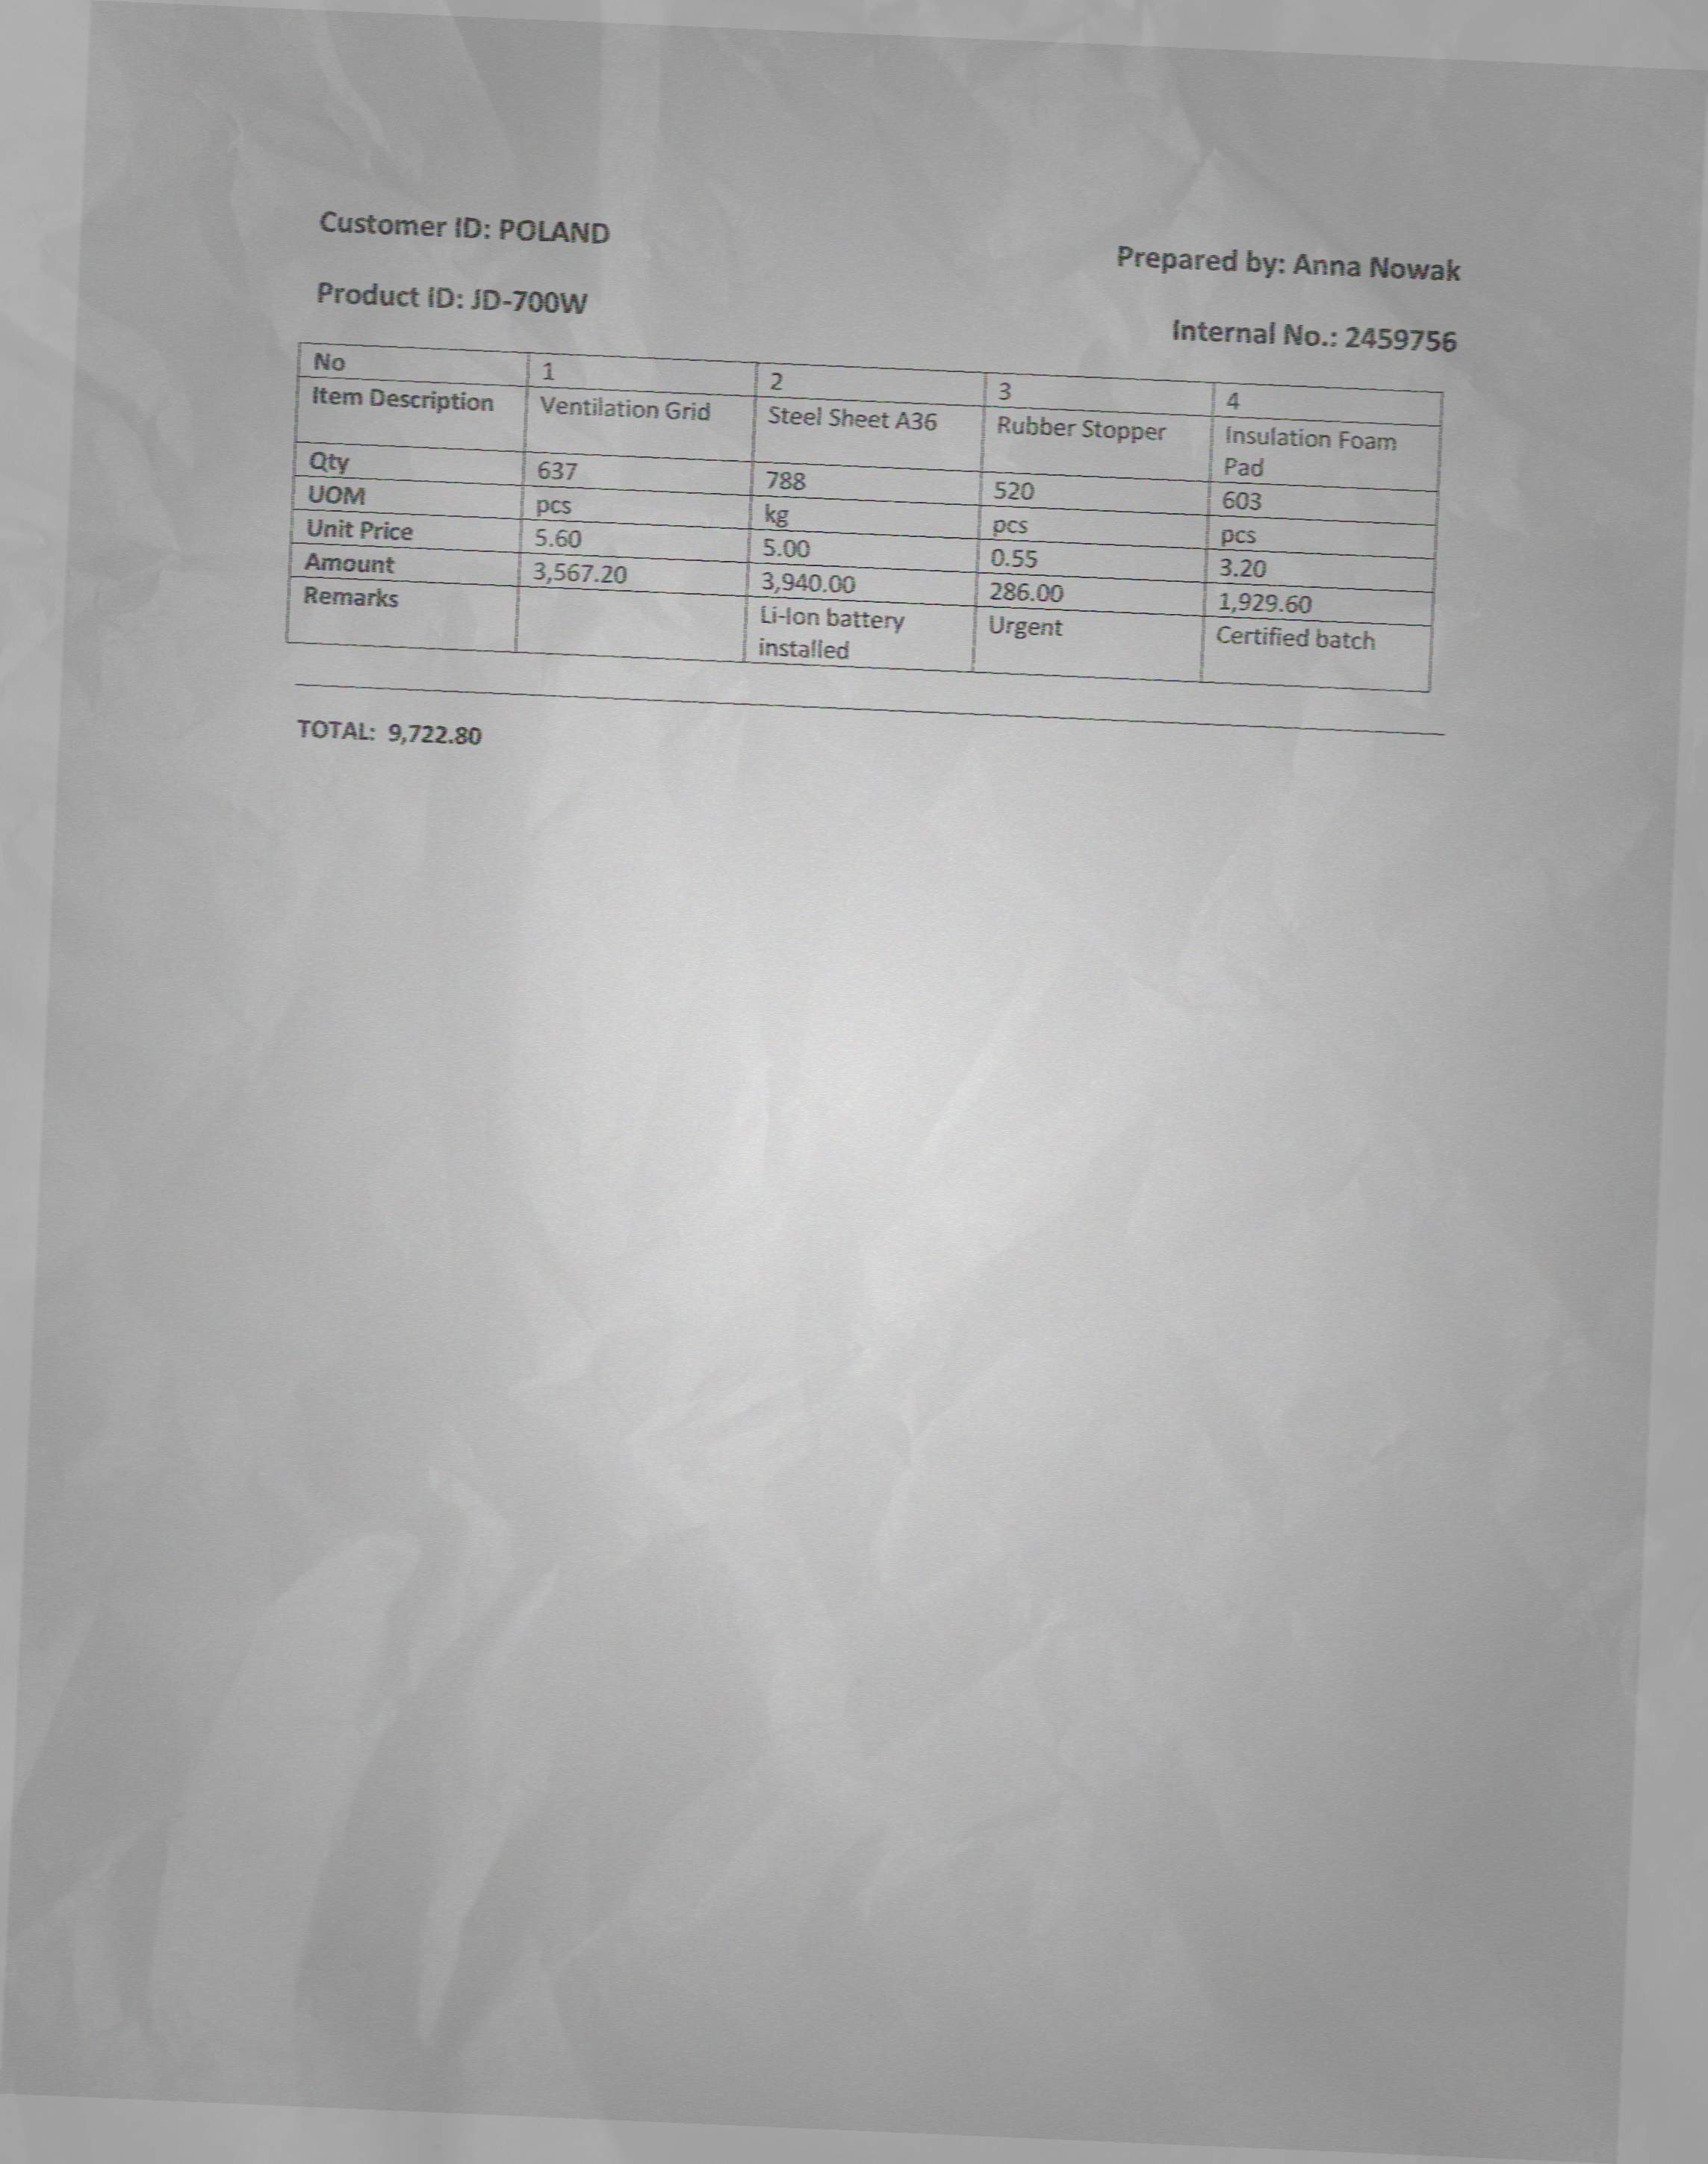 Customer ID: POLAND
Prepared by: Anna Nowak
Product ID: JD-700W
Internal No.: 2459756
No 1 2 3 4
Item Description Ventilation Grid Steel Sheet A36 Rubber Stopper Insulation Foam Pad
Qty 637 788 520 603
UOM pcs kg pcs pcs
Unit Price 5.60 5.00 0.55 3.20
Amount 3,567.20 3,940.00 286.00 1,929.60
Remarks Li-Ion battery installed Urgent Certified batch
TOTAL: 9,722.80